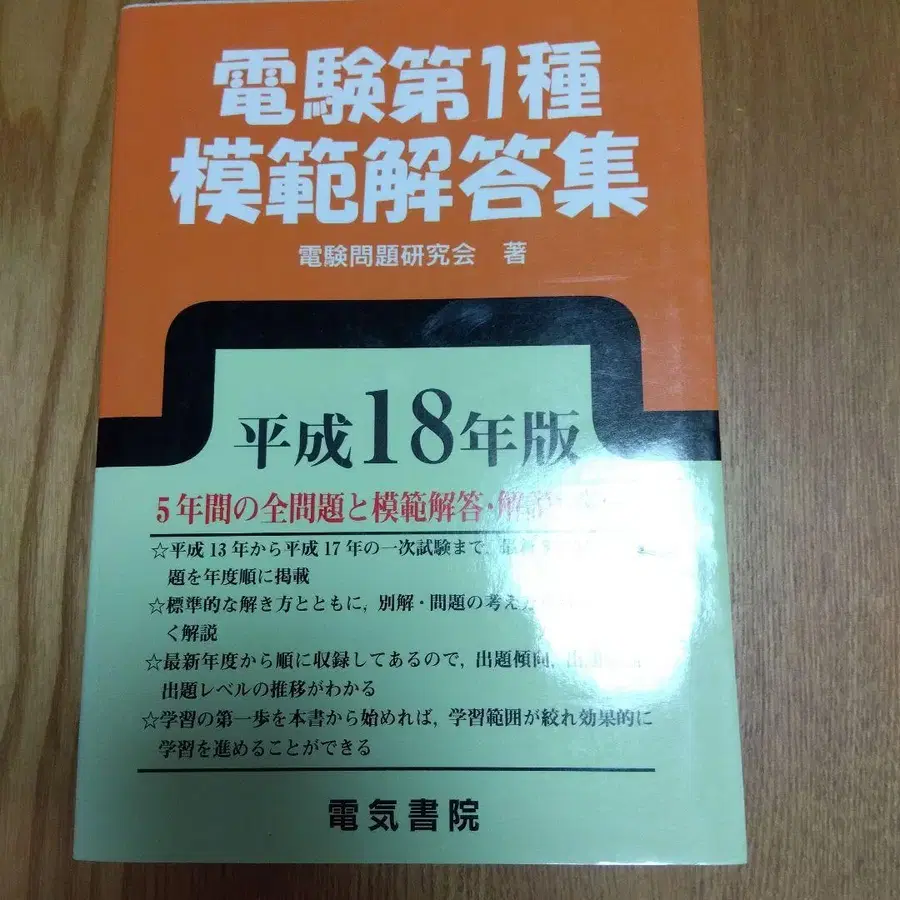 電験第1種
模範解答集
電験問題研究会 著
平成18年版
5年間の全問題と模範解答・解
☆平成13年から平成17年の一次試験まで,
題を年度順に掲載
☆標準的な解き方とともに,別解・問題の考え
く解説
☆最新年度から順に収録してあるので,出題傾向,
出題レベルの推移がわかる
☆学習の第一歩を本書から始めれば,学習範囲が絞れ効果的に
学習を進めることができる
電気書院